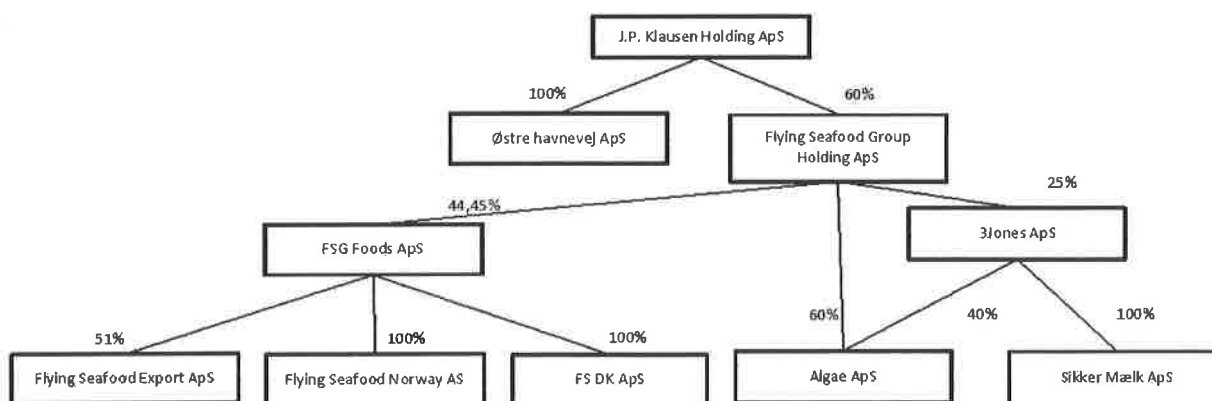 J.P. Klausen Holding ApS
100%
60%
Østre havnevej ApS
Flying Seafood Group
Holding ApS
44,45%
25%
FSG Foods ApS
3Jones ApS
51%
100%
100%
60%
40%
100%
Flying Seafood Export ApS
Flying Seafood Norway AS
FS DK ApS
Algae ApS
Sikker Mælk ApS